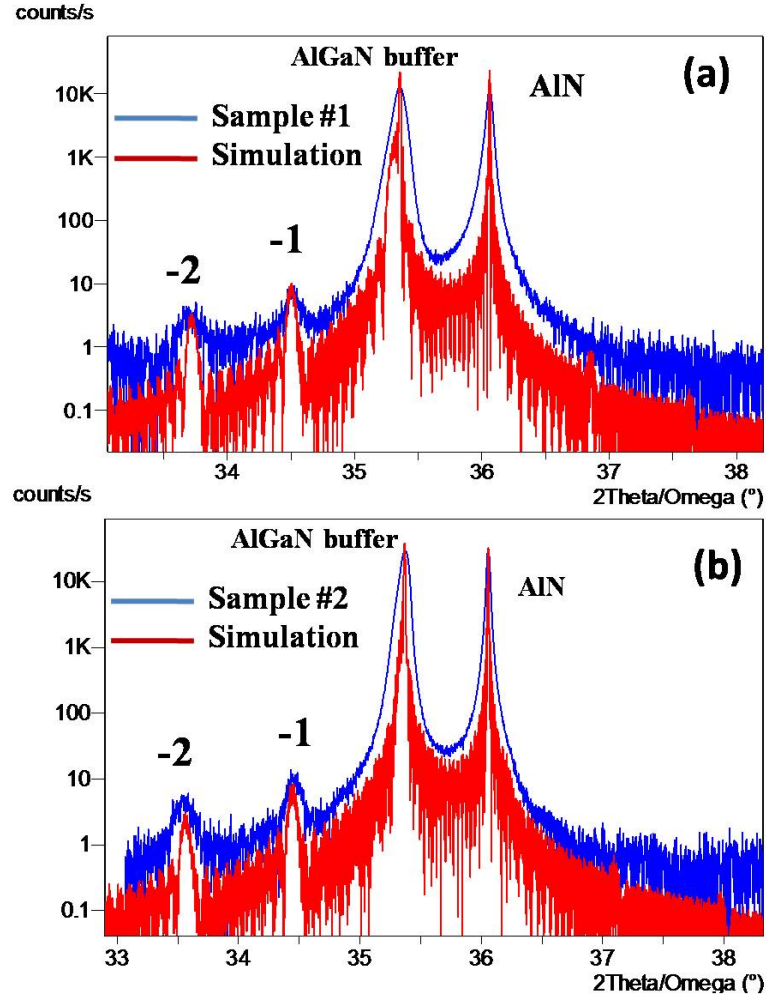 counts/s
AlGaN buffer
(a)
AlN
10K
Sample #1
1K
Simulation
100
-1
-2
10
1
0.1
34
35
36
37
38
2Theta/Omega (°)
counts/s
AlGaN buffer
(b)
AlN
10K
Sample #2
1K
Simulation
100
-1
-2
10
1
0.1
33
34
35
36
37
38
2Theta/Omega (°)